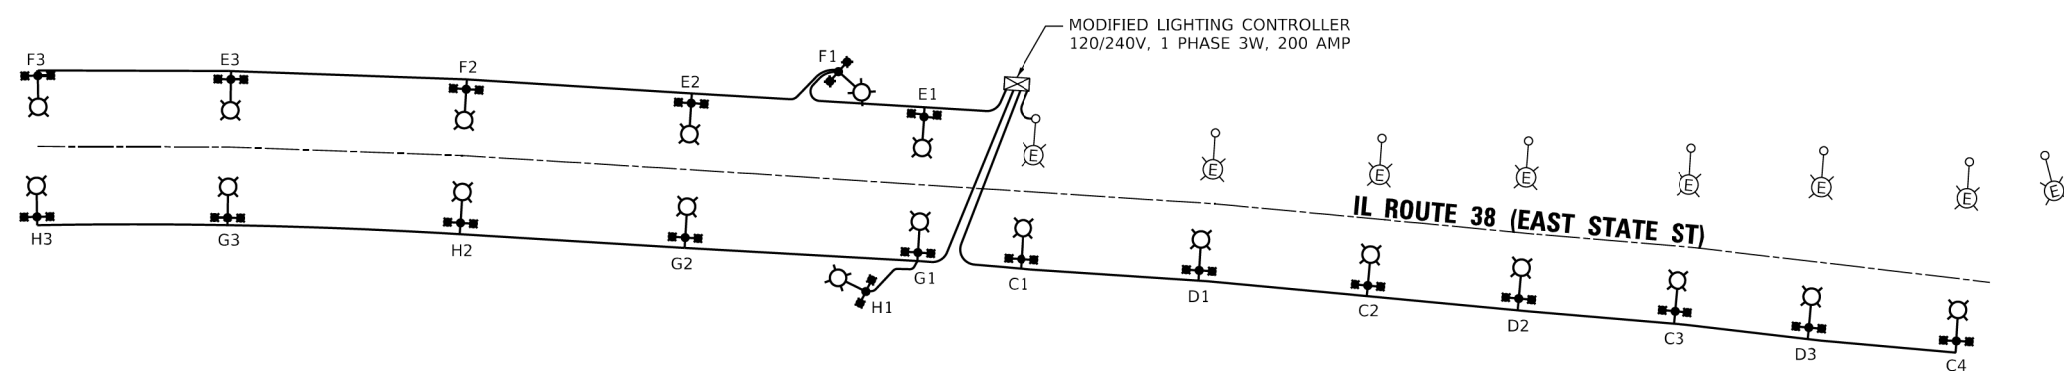 MODIFIED LIGHTING CONTROLLER
120/240V, 1 PHASE 3W, 200 AMP
F3
E3
F2
E2
F1
E1
E
E
E
E
E
E
E
E
IL ROUTE 38 (EAST STATE ST)
H3
G3
H2
G2
G1
H1
C1
D1
C2
D2
C3
D3
C4